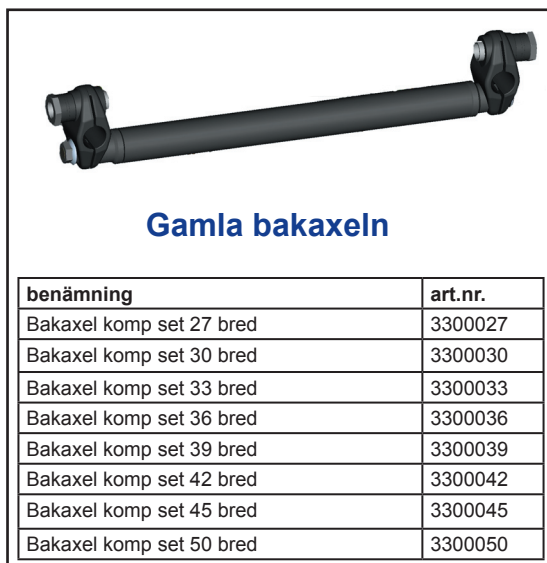 Gamla bakaxeln
benämning art.nr.
Bakaxel komp set 27 bred 3300027
Bakaxel komp set 30 bred 3300030
Bakaxel komp set 33 bred 3300033
Bakaxel komp set 36 bred 3300036
Bakaxel komp set 39 bred 3300039
Bakaxel komp set 42 bred 3300042
Bakaxel komp set 45 bred 3300045
Bakaxel komp set 50 bred 3300050